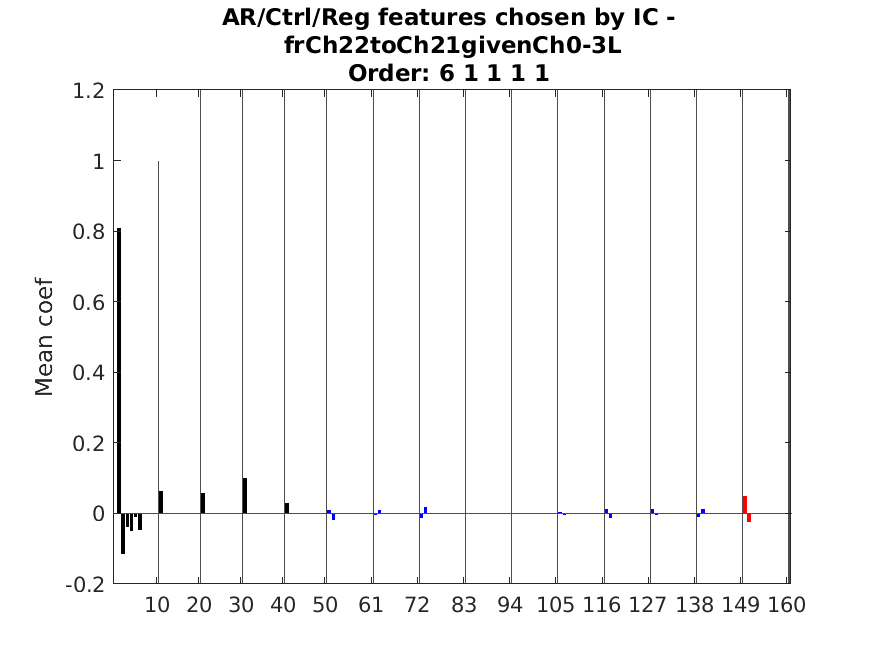 AR/Ctrl/Reg features chosen by IC -
frCh22toCh21givenCh0-3L
Order: 6 1 1 1 1
1.2
1
0.8
0.6
0.4
0.2
0
-0.2
Mean coef
10 20 30 40 50 61 72 83 94 105 116 127 138 149 160